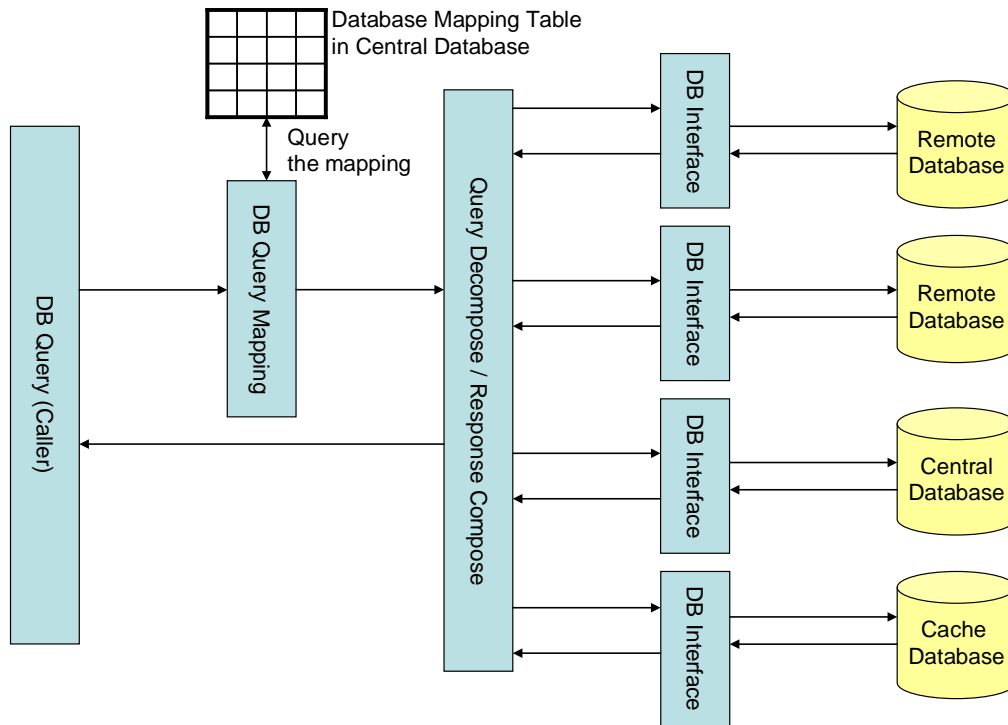 Database Mapping Table
in Central Database
Query
the mapping
DB Query (Caller)
DB Query Mapping
Query Decompose / Response Compose
DB Interface
Remote
Database
DB Interface
Remote
Database
DB Interface
Central
Database
DB Interface
Cache
Database